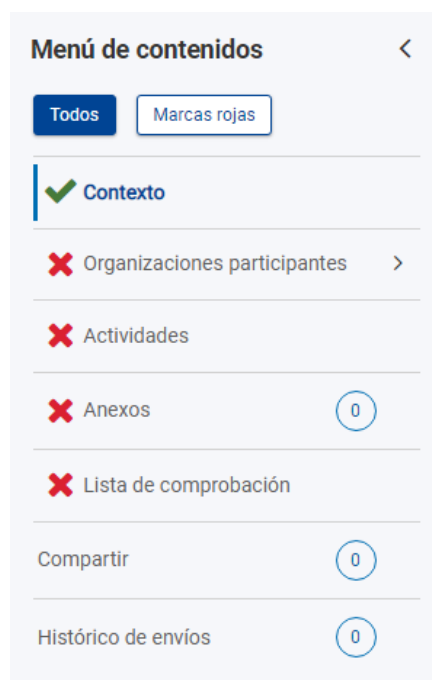 Menú de contenidos
Todos
Marcas rojas
Contexto
Organizaciones participantes
Actividades
Anexos 0
Lista de comprobación
Compartir 0
Histórico de envíos 0